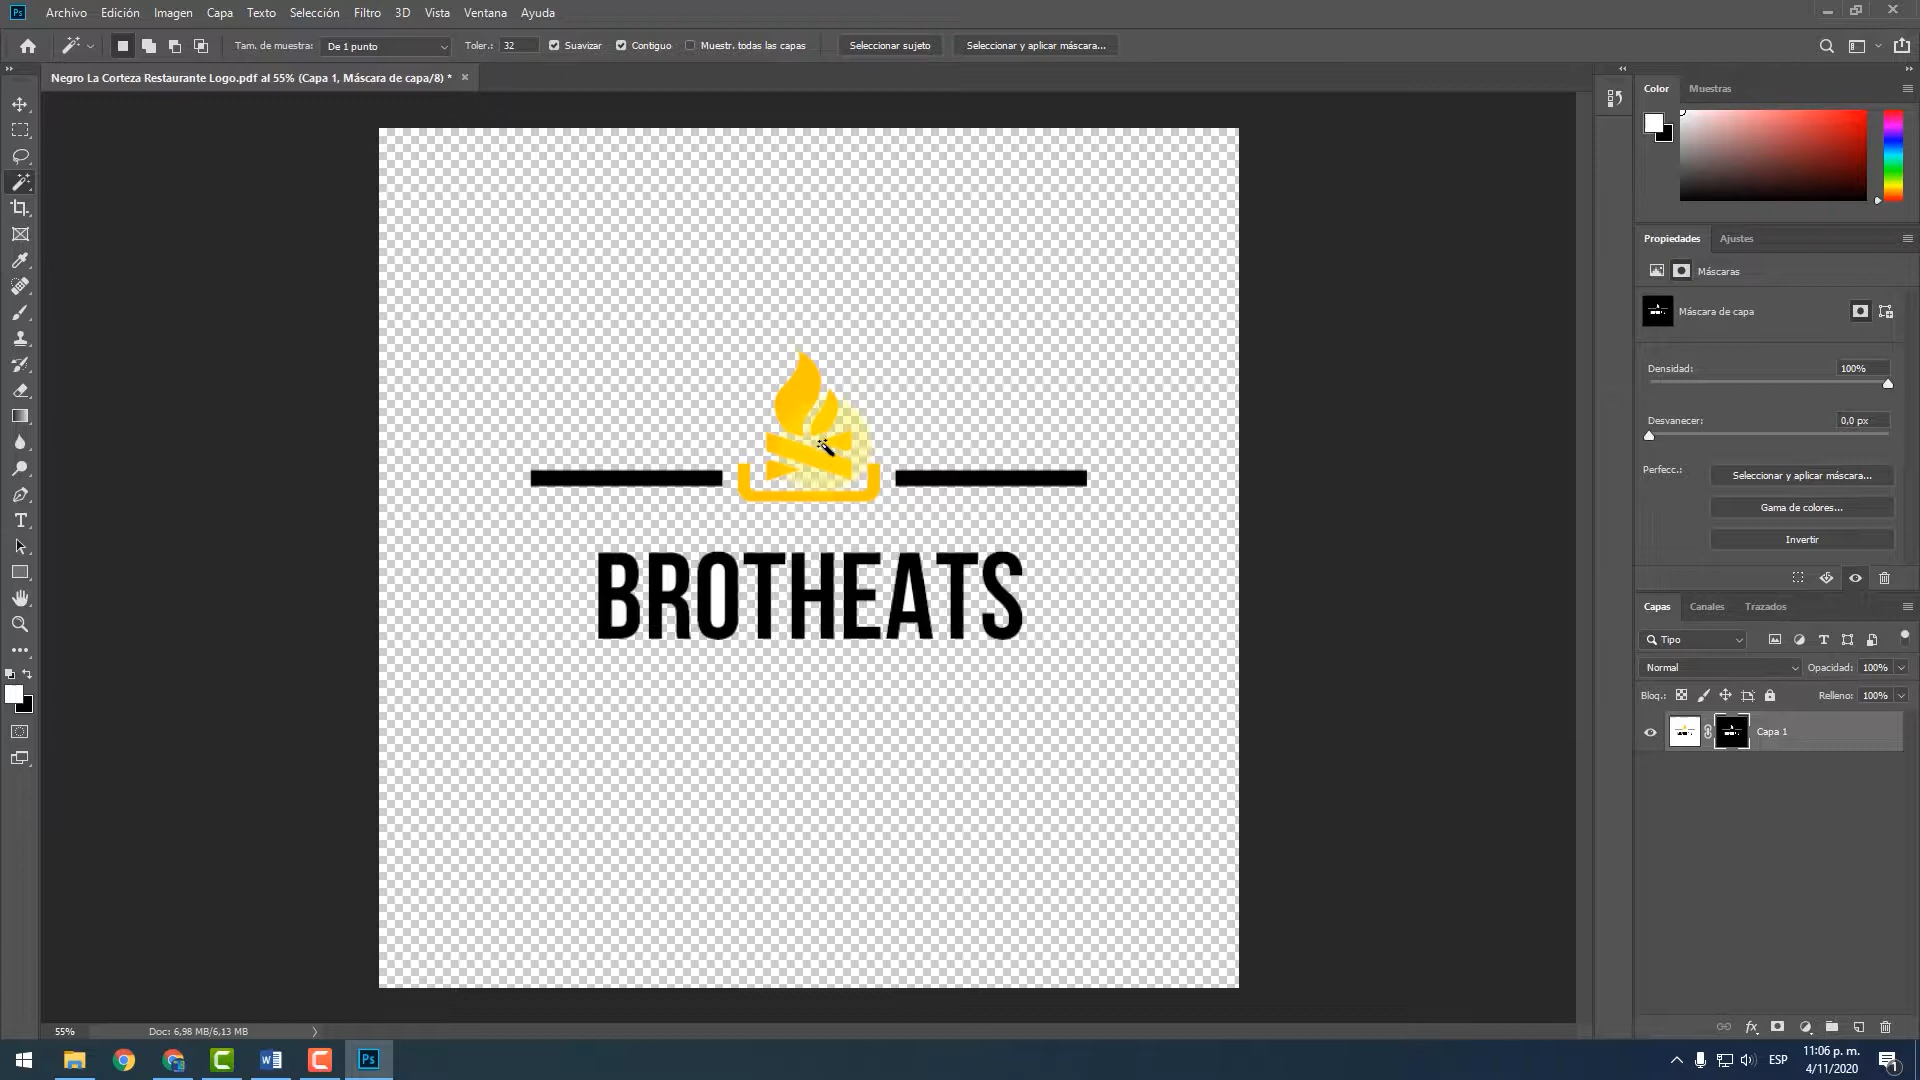 Ps Archivo Edición Imagen Capa Texto Selección Filtro 3D Vista Ventana Ayuda
Tam. de muestra: De 1 punto Toler.: 32 Suavizar Contiguo Muestr. todas las capas Seleccionar sujeto Seleccionar y aplicar máscara...
Negro La Corteza Restaurante Logo.pdf al 55% (Capa 1, Máscara de capa/8) *
Color Muestras
Propiedades Ajustes
Máscaras
Máscara de capa
Densidad: 100%
Desvanecer: 0,0 px
Perfecc.: Seleccionar y aplicar máscara...
Gama de colores...
Invertir
BROTHEATS
Capas Canales Trazados
Tipo
Normal Opacidad: 100%
Bloq.: Relleno: 100%
Capa 1
55% Doc: 6,98 MB/6,13 MB
Ps
ESP
11:06 p. m.
4/11/2020
1